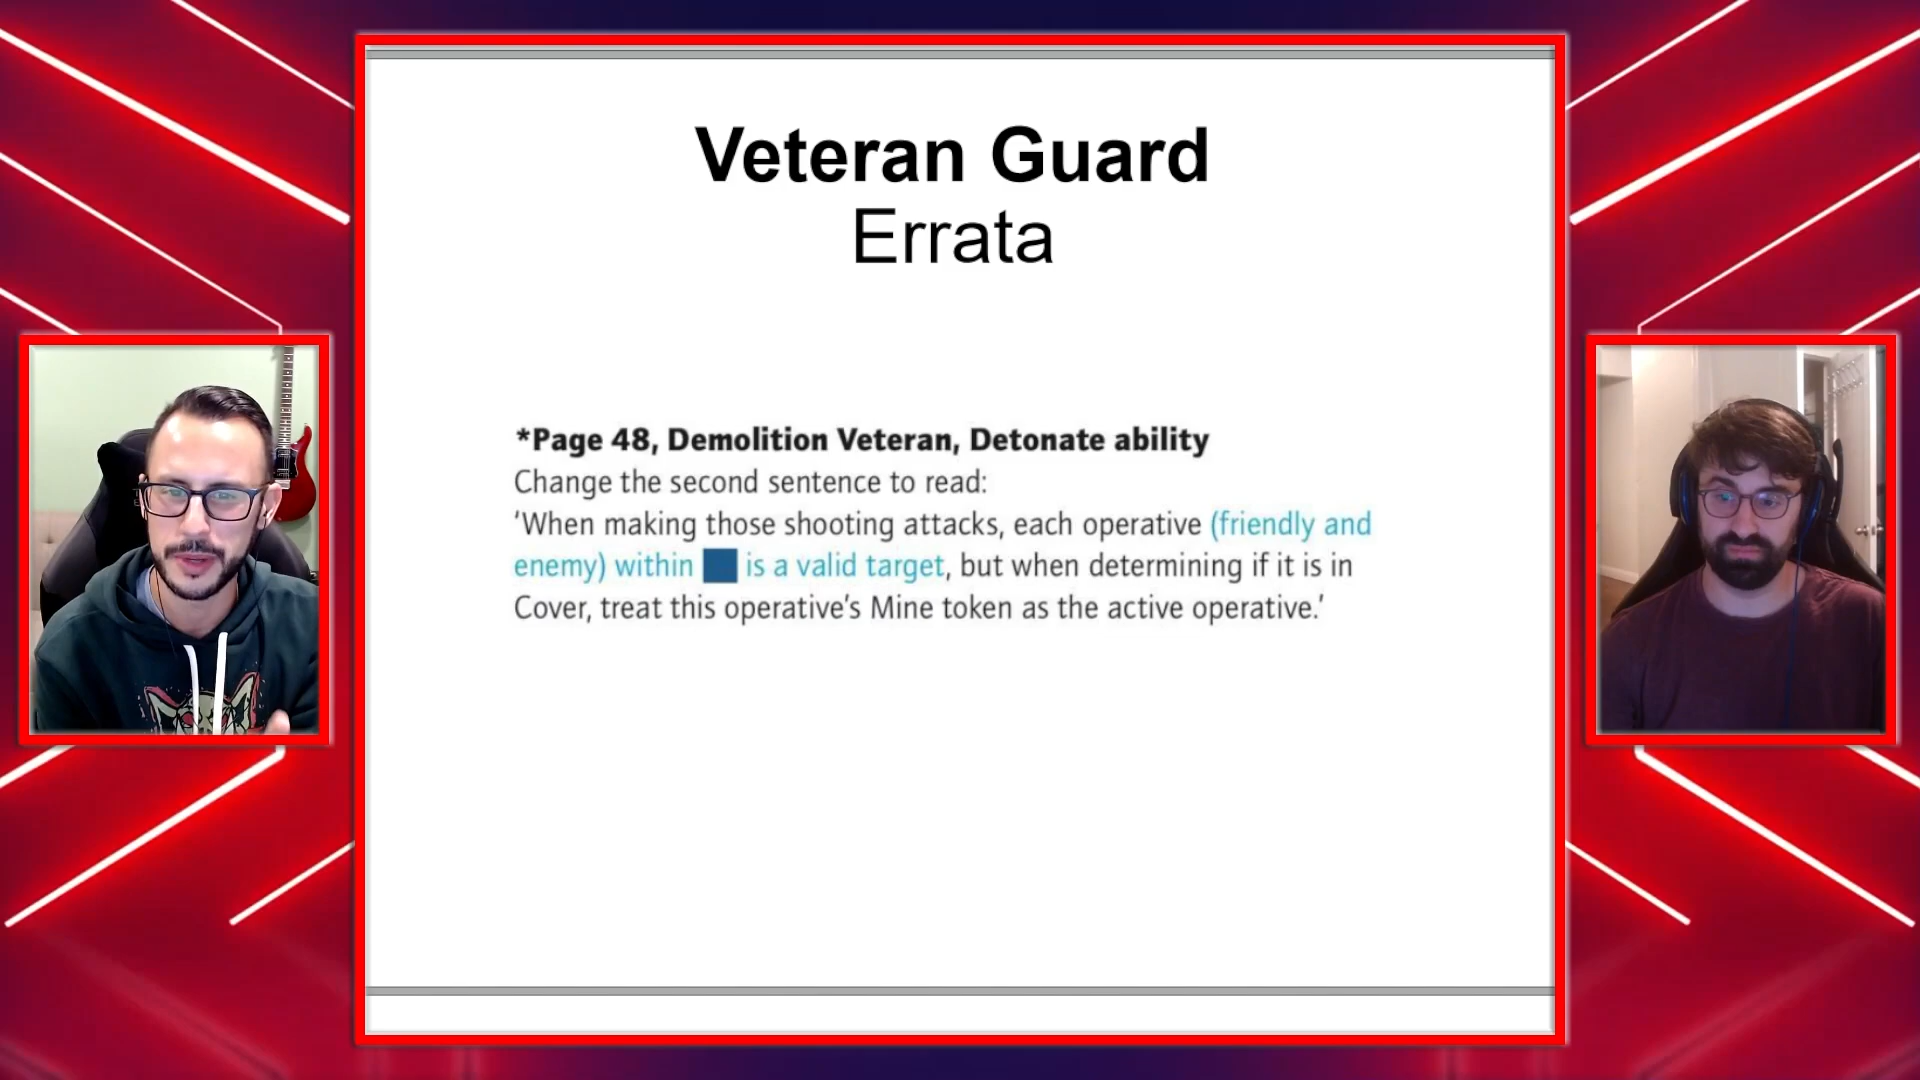 Veteran Guard
Errata
*Page 48, Demolition Veteran, Detonate ability
Change the second sentence to read:
'When making those shooting attacks, each operative (friendly and
enemy) within is a valid target, but when determining if it is in
Cover, treat this operative's Mine token as the active operative.'